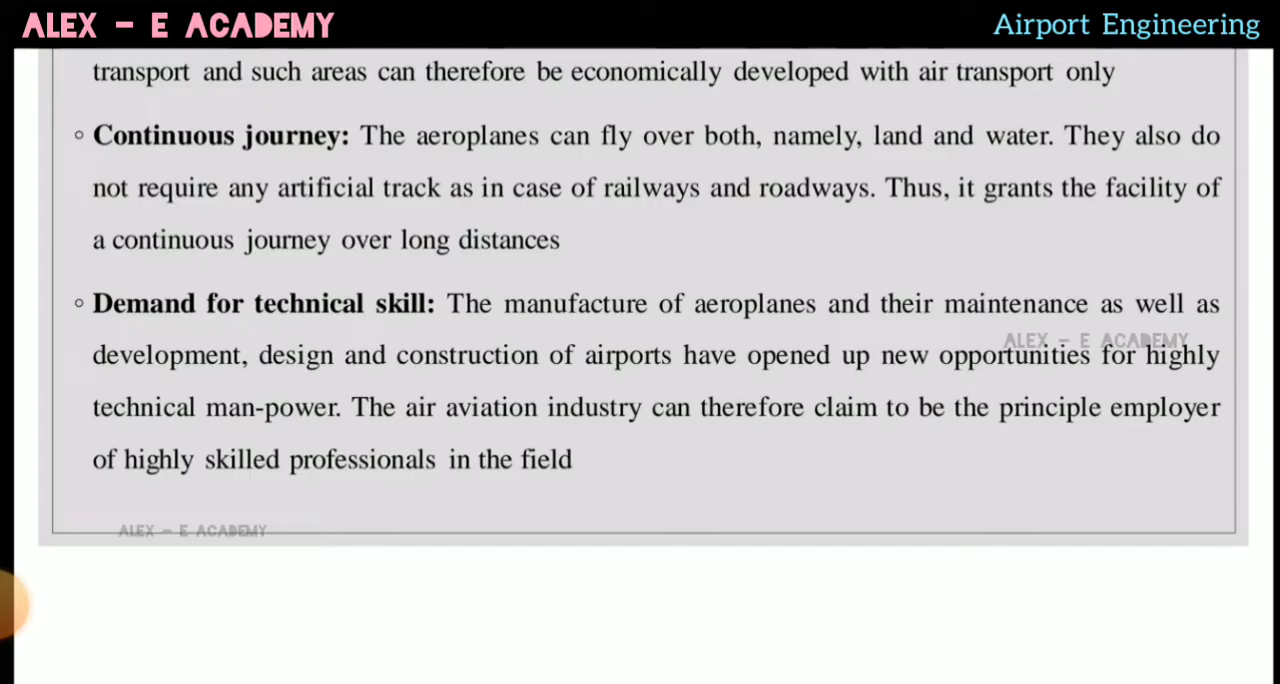 ALEX - E ACADEMY
Airport Engineering
transport and such areas can therefore be economically developed with air transport only
◦ Continuous journey: The aeroplanes can fly over both, namely, land and water. They also do
not require any artificial track as in case of railways and roadways. Thus, it grants the facility of
a continuous journey over long distances
◦ Demand for technical skill: The manufacture of aeroplanes and their maintenance as well as
ALEX - E ACADEMY
development, design and construction of airports have opened up new opportunities for highly
technical man-power. The air aviation industry can therefore claim to be the principle employer
of highly skilled professionals in the field
ALEX - E ACADEMY